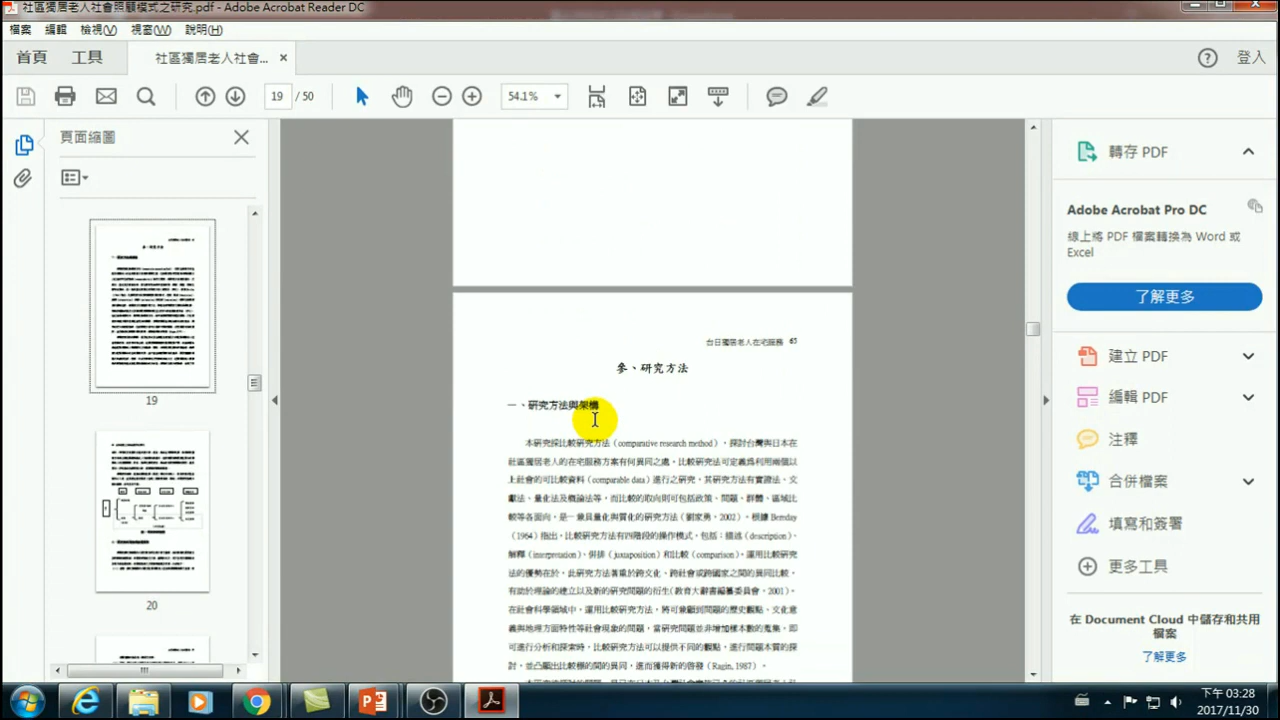 社區獨居老人社會照顧模式之研究.pdf - Adobe Acrobat Reader DC
檔案 編輯 檢視(V) 視窗(W) 說明(H)
首頁 工具 社區獨居老人社會... × 登入
19 / 50 54.1%
頁面縮圖
19
20
台日獨居老人在宅服務 65
參、研究方法
一、研究方法與架構
本研究採比較研究方法（comparative research method），探討台灣與日本在
社區獨居老人的在宅服務方案有何異同之處。比較研究法可定義為利用兩個以
上社會的可比較資料（comparable data）進行之研究，其研究方法有實證法、文
獻法、量化法及概論法等，而比較的取向則可包括政策、問題、群體、區域比
較等各面向，是一兼具量化與質化的研究方法（劉家勇，2002）。根據 Bereday
（1964）指出，比較研究方法有四階段的操作模式，包括：描述（description）、
解釋（interpretation）、併排（juxtaposition）和比較（comparison）。運用比較研究
法的優勢在於，此研究方法著重於跨文化、跨社會或跨國家之間的異同比較，
有助於理論的建立以及新的研究問題的衍生（教育大辭書編纂委員會，2001）。
在社會科學領域中，運用比較研究方法，將可兼顧到問題的歷史觀點、文化意
義與地理方面特性等社會現象的問題，當研究問題並非增加樣本數的蒐集，即
可進行分析和探索時，比較研究方法可以提供不同的觀點，進行問題本質的探
討，並凸顯出比較樣的間的異同，進而獲得新的啓發（Ragin, 1987）。
轉存 PDF
Adobe Acrobat Pro DC
線上將 PDF 檔案轉換為 Word 或
Excel
了解更多
建立 PDF
編輯 PDF
注釋
合併檔案
填寫和簽署
更多工具
在 Document Cloud 中儲存和共用
檔案
了解更多
下午 03:28
2017/11/30